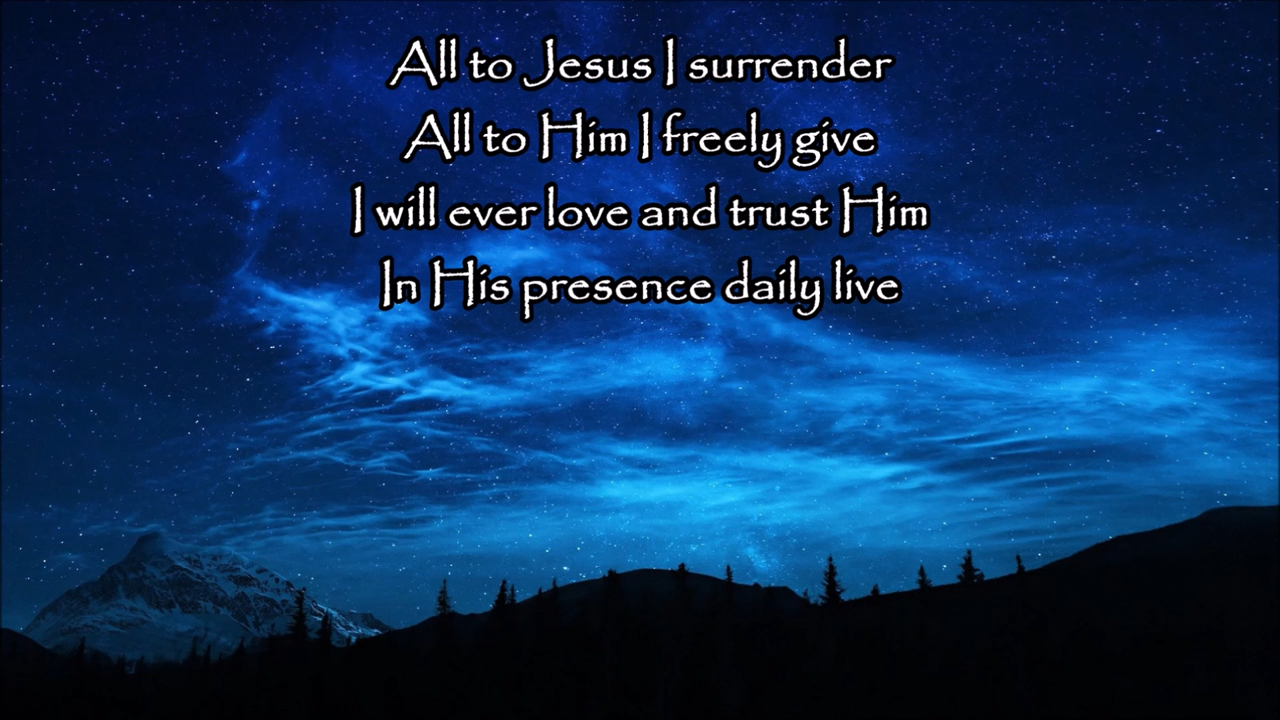 All to Jesus I surrender
All to Him I freely give
I will ever love and trust Him
In His presence daily live